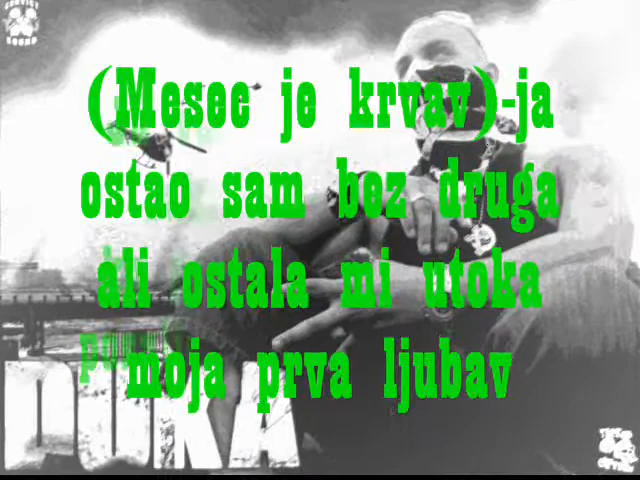 (Mesec je krvav)-ja
ostao sam bez druga
ali ostala mi utoka
moja prva ljubav